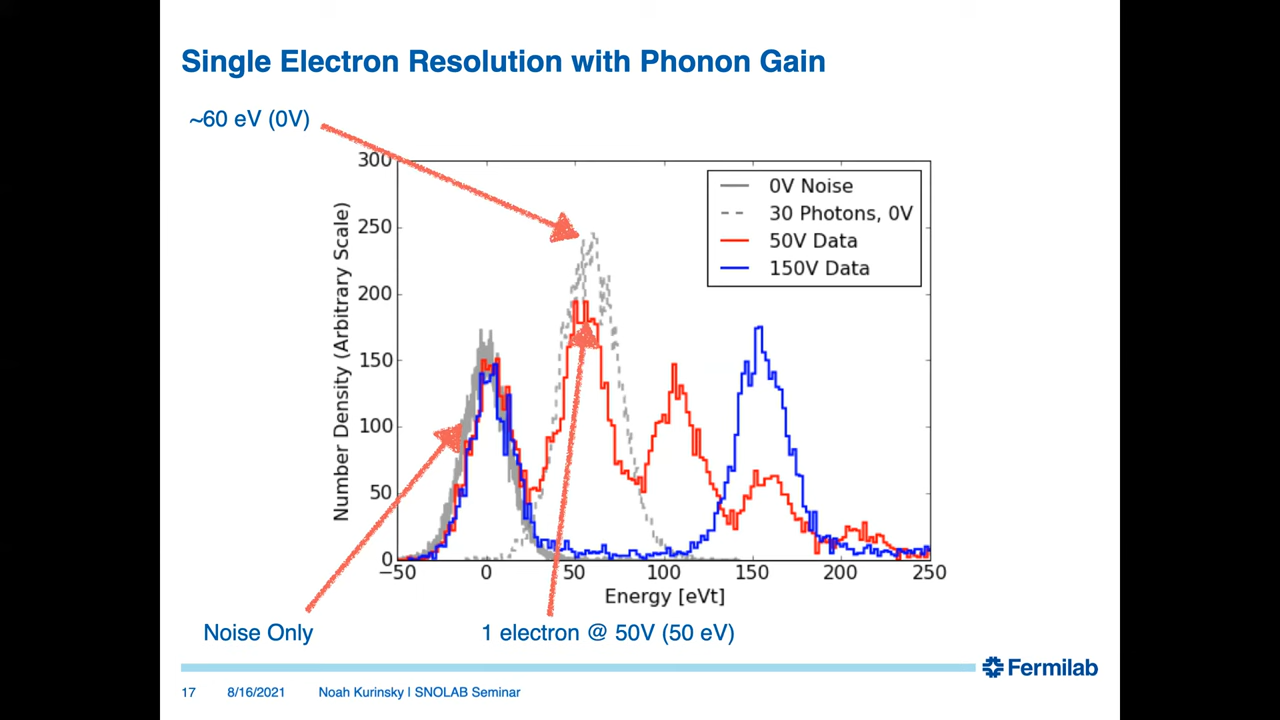 Single Electron Resolution with Phonon Gain
~60 eV (0V)
300
250
200
150
100
50
0
Number Density (Arbitrary Scale)
0V Noise
30 Photons, 0V
50V Data
150V Data
−50 0 50 100 150 200 250
Energy [eVt]
Noise Only
1 electron @ 50V (50 eV)
Fermilab
17 8/16/2021 Noah Kurinsky | SNOLAB Seminar